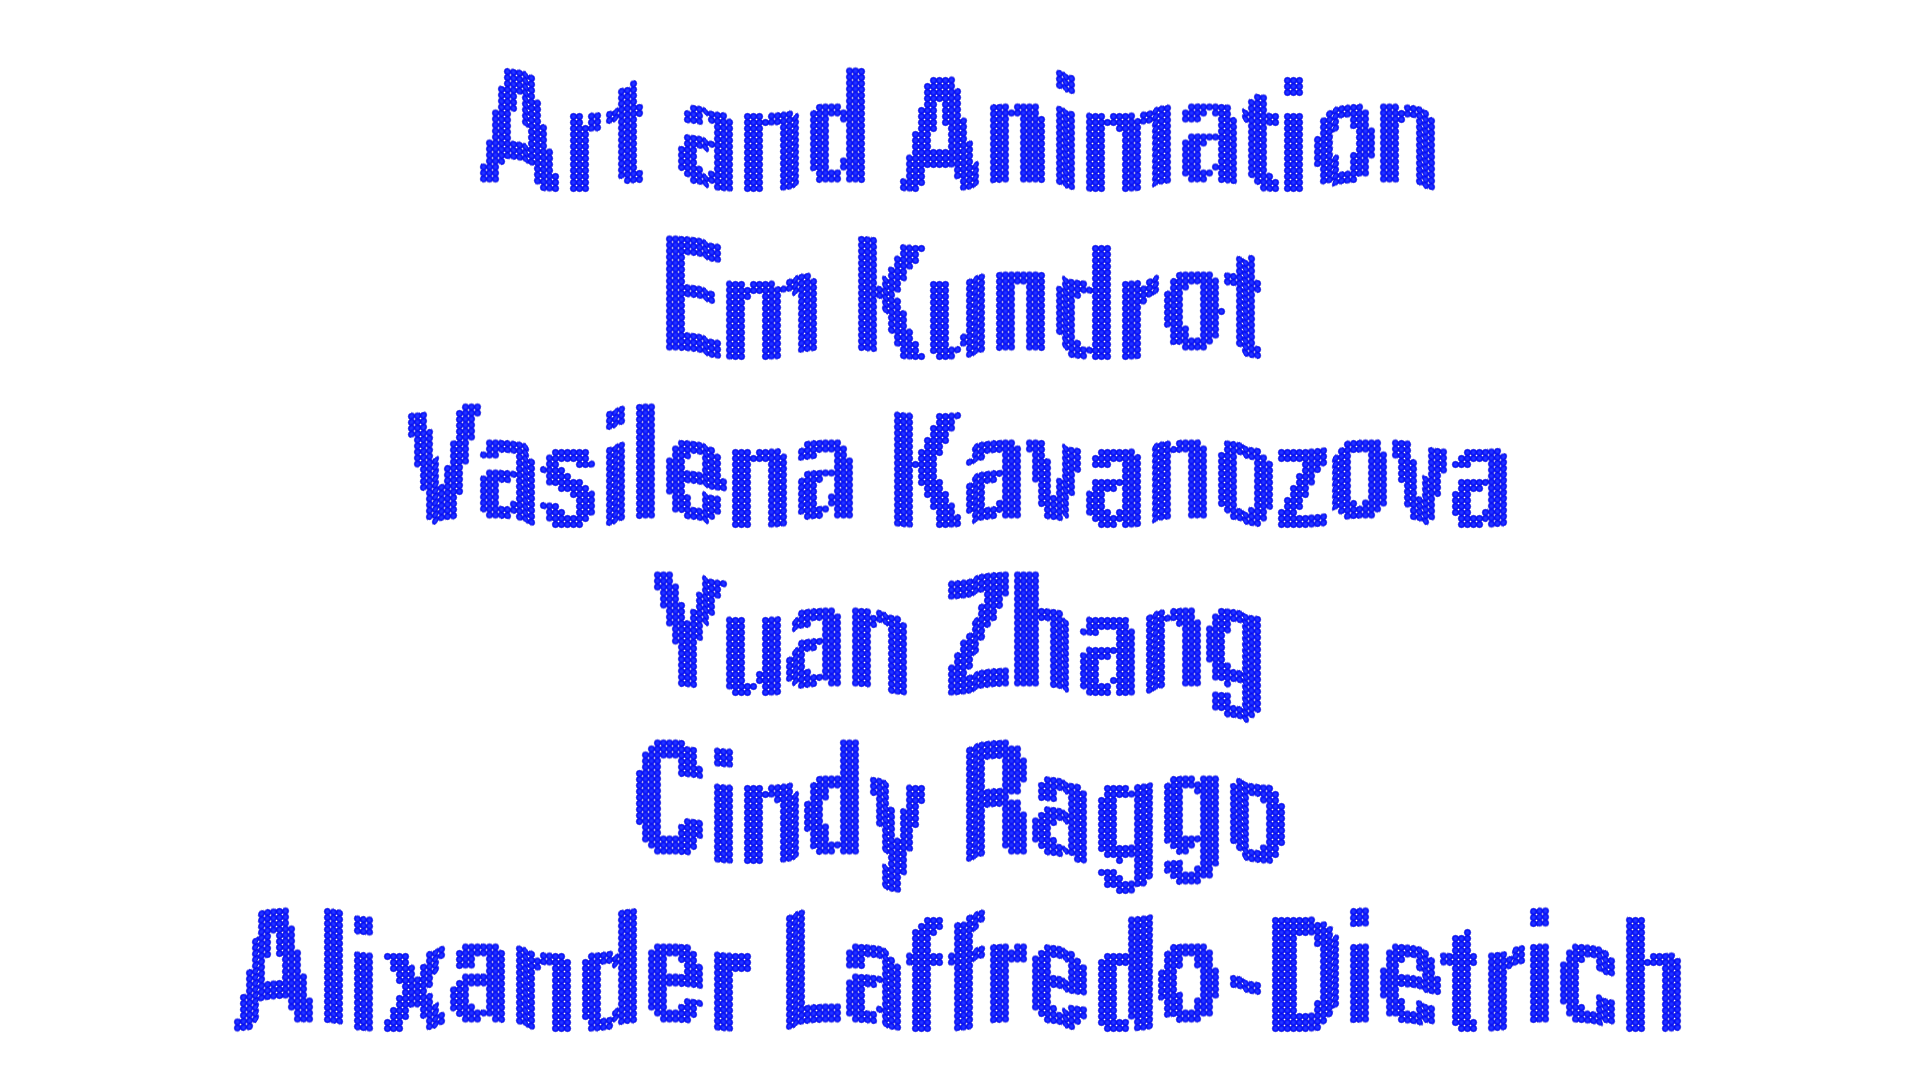 Art and Animation
Em Kundrot
Vasilena Kavanozova
Yuan Zhang
Cindy Raggo
Alixander Laffredo-Dietrich